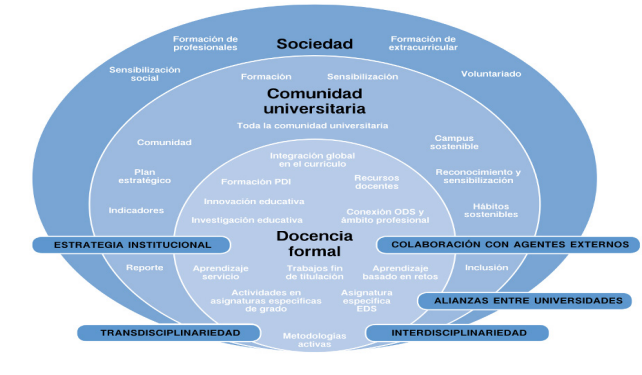 Formación de
profesionales
Sociedad
Formación de
extracurricular
Sensibilización
social
Formación
Sensibilización
Voluntariado
Comunidad
universitaria
Toda la comunidad universitaria
Comunidad
Campus
sostenible
Integración global
en el currículo
Plan
estratégico
Formación PDI
Recursos
docentes
Reconocimiento y
sensibilización
Innovación educativa
Indicadores
Investigación educativa
Conexión ODS y
ámbito profesional
Hábitos
sostenibles
Docencia
formal
ESTRATEGIA INSTITUCIONAL
COLABORACIÓN CON AGENTES EXTERNOS
Reporte
Aprendizaje
servicio
Trabajos fin
de titulación
Aprendizaje
basado en retos
Inclusión
Actividades en
asignaturas específicas
de grado
Asignatura
específica
EDS
ALIANZAS ENTRE UNIVERSIDADES
TRANSDISCIPLINARIEDAD
Metodologías
activas
INTERDISCIPLINARIEDAD